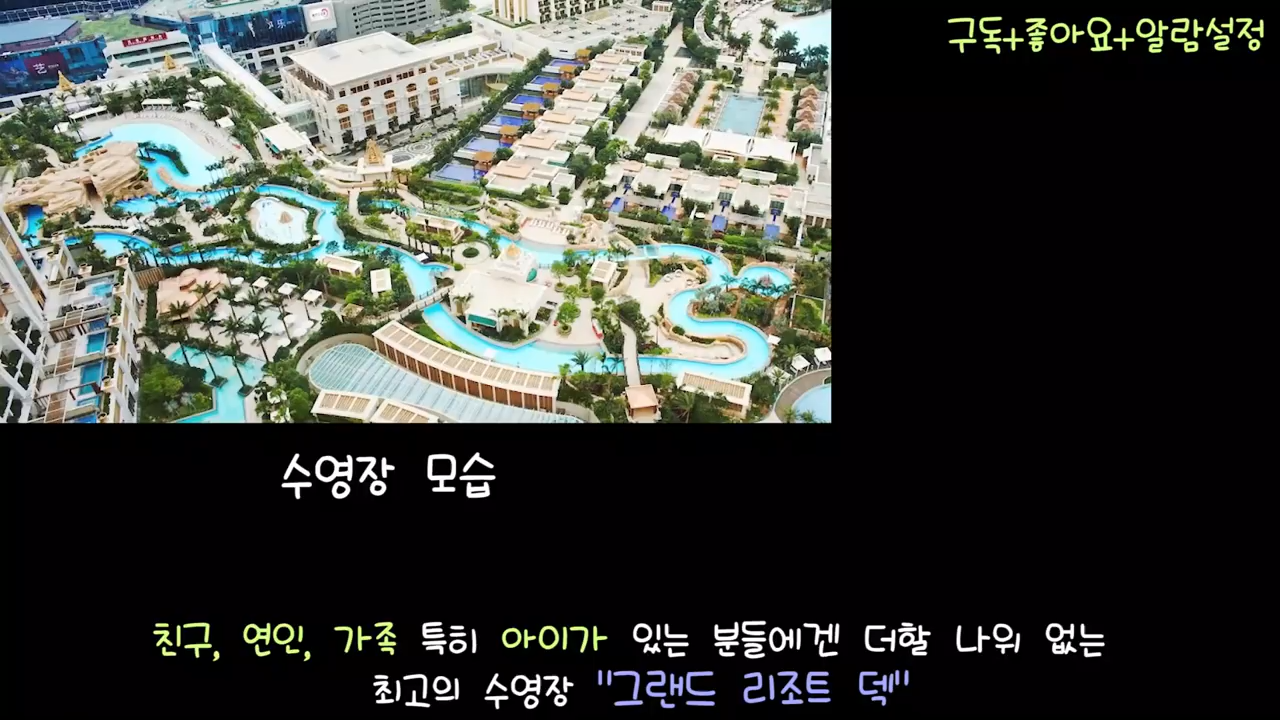 구독+좋아요+알람설정
수영장 모습
친구, 연인, 가족 특히 아이가 있는 분들에겐 더할 나위 없는
최고의 수영장 "그랜드 리조트 덱"